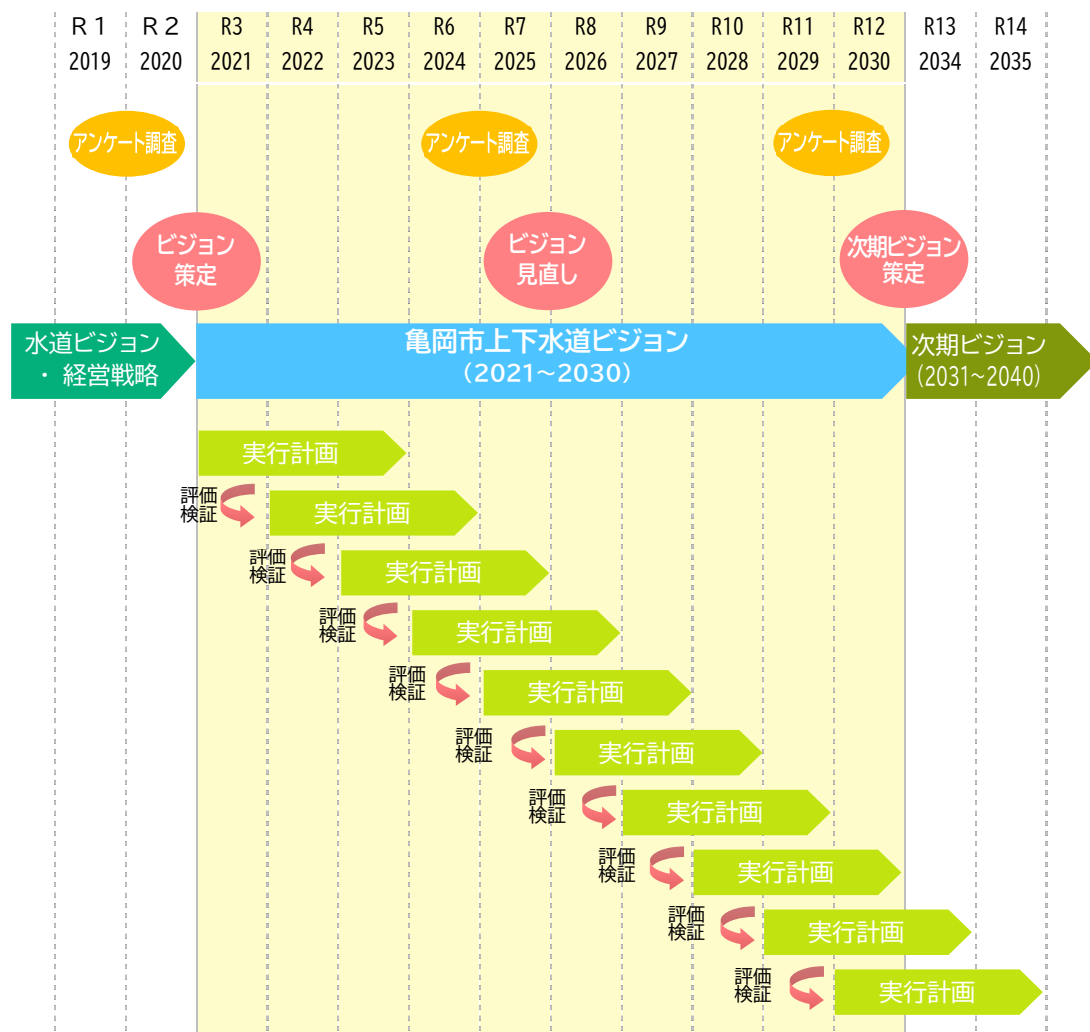 R１ R２ R3 R4 R5 R6 R7 R8 R9 R10 R11 R12 R13 R14
2019 2020 2021 2022 2023 2024 2025 2026 2027 2028 2029 2030 2034 2035
アンケート調査 アンケート調査 アンケート調査
ビジョン
策定
ビジョン
見直し
次期ビジョン
策定
水道ビジョン
・ 経営戦略
亀岡市上下水道ビジョン
（2021～2030）
次期ビジョン
（2031～2040）
実行計画
評価
検証
実行計画
評価
検証
実行計画
評価
検証
実行計画
評価
検証
実行計画
評価
検証
実行計画
評価
検証
実行計画
評価
検証
実行計画
評価
検証
実行計画
評価
検証
実行計画